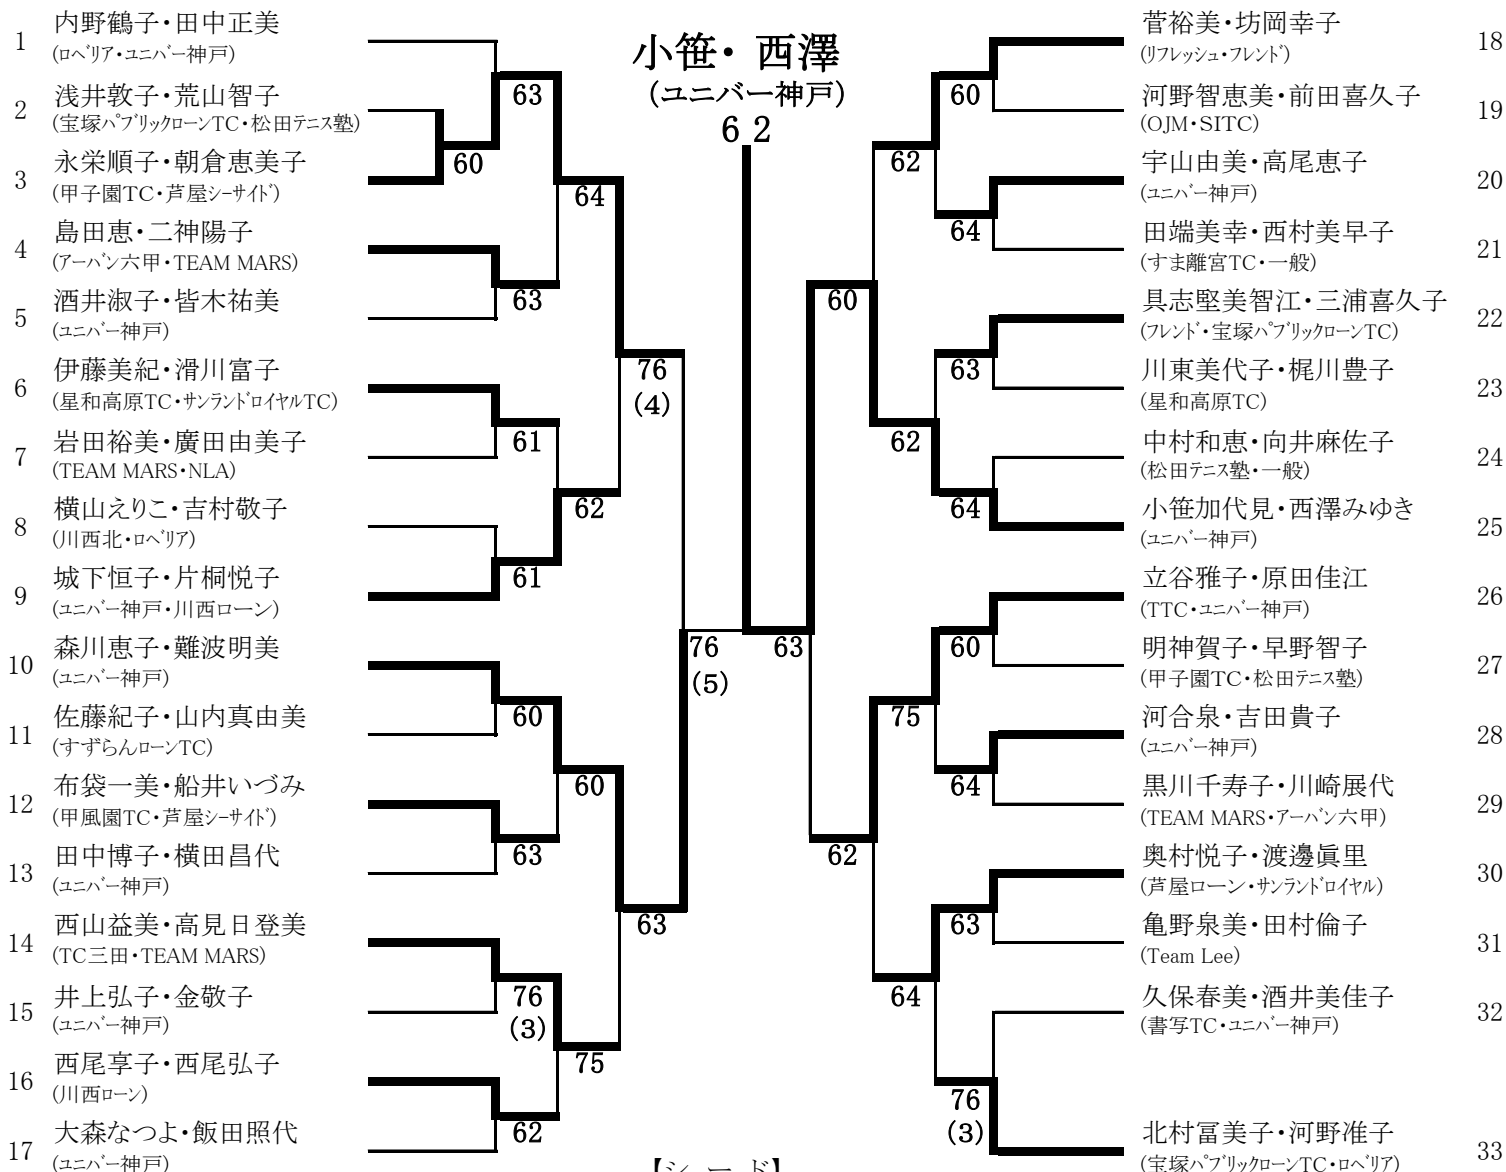 小笹・ 西澤
(ユニバー神戸)
6 2
1
内野鶴子・田中正美
(ロベリア・ユニバー神戸)
2
浅井敦子・荒山智子
(宝塚パブリックローンTC・松田テニス塾)
3
永栄順子・朝倉恵美子
(甲子園TC・芦屋シーサイド)
4
島田恵・二神陽子
(アーバン六甲・TEAM MARS)
5
酒井淑子・皆木祐美
(ユニバー神戸)
6
伊藤美紀・滑川富子
(星和高原TC・サンランドロイヤルTC)
7
岩田裕美・廣田由美子
(TEAM MARS・NLA)
8
横山えりこ・吉村敬子
(川西北・ロベリア)
9
城下恒子・片桐悦子
(ユニバー神戸・川西ローン)
10
森川恵子・難波明美
(ユニバー神戸)
11
佐藤紀子・山内真由美
(すずらんローンTC)
12
布袋一美・船井いづみ
(甲風園TC・芦屋シーサイド)
13
田中博子・横田昌代
(ユニバー神戸)
14
西山益美・高見日登美
(TC三田・TEAM MARS)
15
井上弘子・金敬子
(ユニバー神戸)
16
西尾享子・西尾弘子
(川西ローン)
17
大森なつよ・飯田照代
(ユニバー神戸)
63
60
64
63
76
(4)
61
62
61
76
(5)
60
60
63
63
76
(3)
75
62
63
60
62
64
60
63
62
64
60
75
64
62
63
64
76
(3)
菅裕美・坊岡幸子
(リフレッシュ・フレンド)
18
河野智恵美・前田喜久子
(OJM・SITC)
19
宇山由美・高尾恵子
(ユニバー神戸)
20
田端美幸・西村美早子
(すま離宮TC・一般)
21
具志堅美智江・三浦喜久子
(フレンド・宝塚パブリックローンTC)
22
川東美代子・梶川豊子
(星和高原TC)
23
中村和恵・向井麻佐子
(松田テニス塾・一般)
24
小笹加代見・西澤みゆき
(ユニバー神戸)
25
立谷雅子・原田佳江
(TTC・ユニバー神戸)
26
明神賀子・早野智子
(甲子園TC・松田テニス塾)
27
河合泉・吉田貴子
(ユニバー神戸)
28
黒川千寿子・川崎展代
(TEAM MARS・アーバン六甲)
29
奥村悦子・渡邊眞里
(芦屋ローン・サンランドロイヤル)
30
亀野泉美・田村倫子
(Team Lee)
31
久保春美・酒井美佳子
(書写TC・ユニバー神戸)
32
北村冨美子・河野准子
(宝塚パブリックローンTC・ロベリア)
33
【シード】